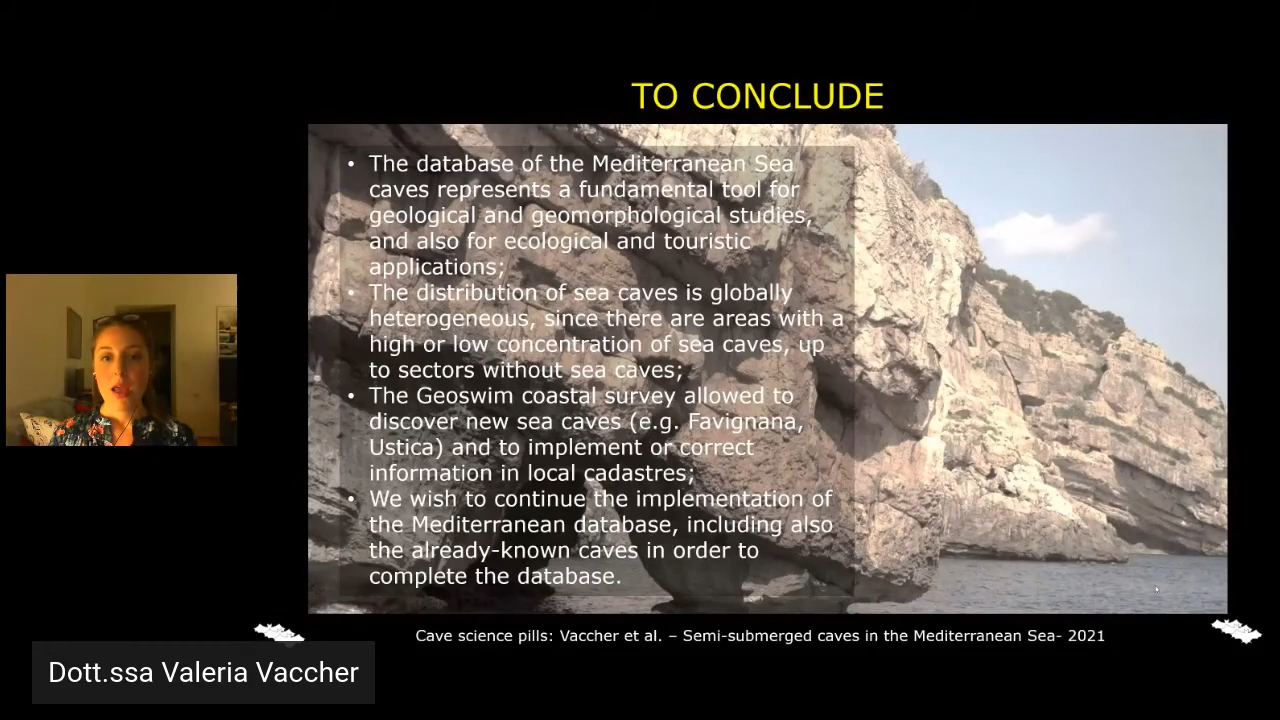 TO CONCLUDE
• The database of the Mediterranean Sea
caves represents a fundamental tool for
geological and geomorphological studies,
and also for ecological and touristic
applications;
• The distribution of sea caves is globally
heterogeneous, since there are areas with a
high or low concentration of sea caves, up
to sectors without sea caves;
• The Geoswim coastal survey allowed to
discover new sea caves (e.g. Favignana,
Ustica) and to implement or correct
information in local cadastres;
• We wish to continue the implementation of
the Mediterranean database, including also
the already-known caves in order to
complete the database.
Cave science pills: Vaccher et al. – Semi-submerged caves in the Mediterranean Sea- 2021
Dott.ssa Valeria Vaccher